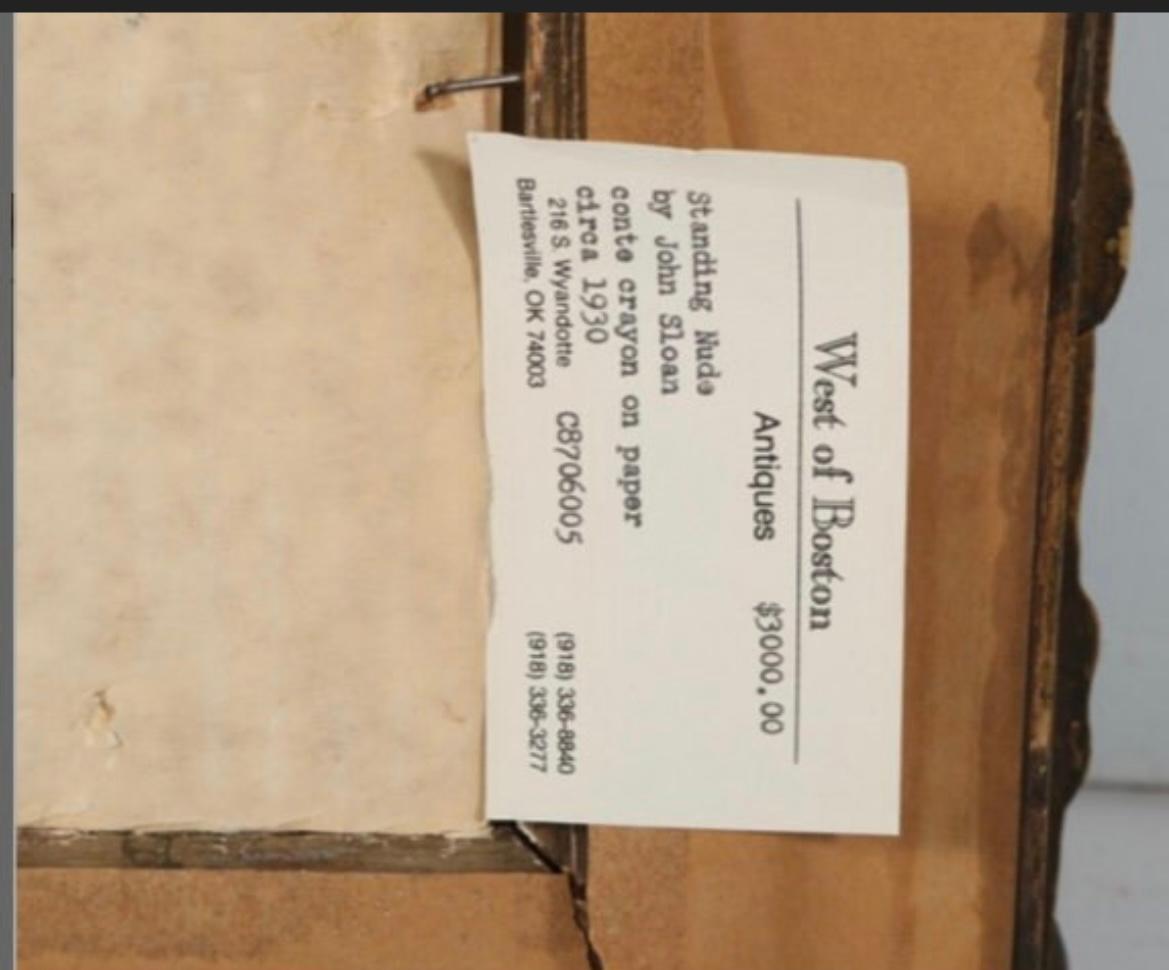 West of Boston
Antiques $3000.00
Standing Nude
by John Sloan
conte crayon on paper
circa 1930
216 S. Wyandotte C8706005 (918) 336-8840
Bartlesville, OK 74003 (918) 336-3277